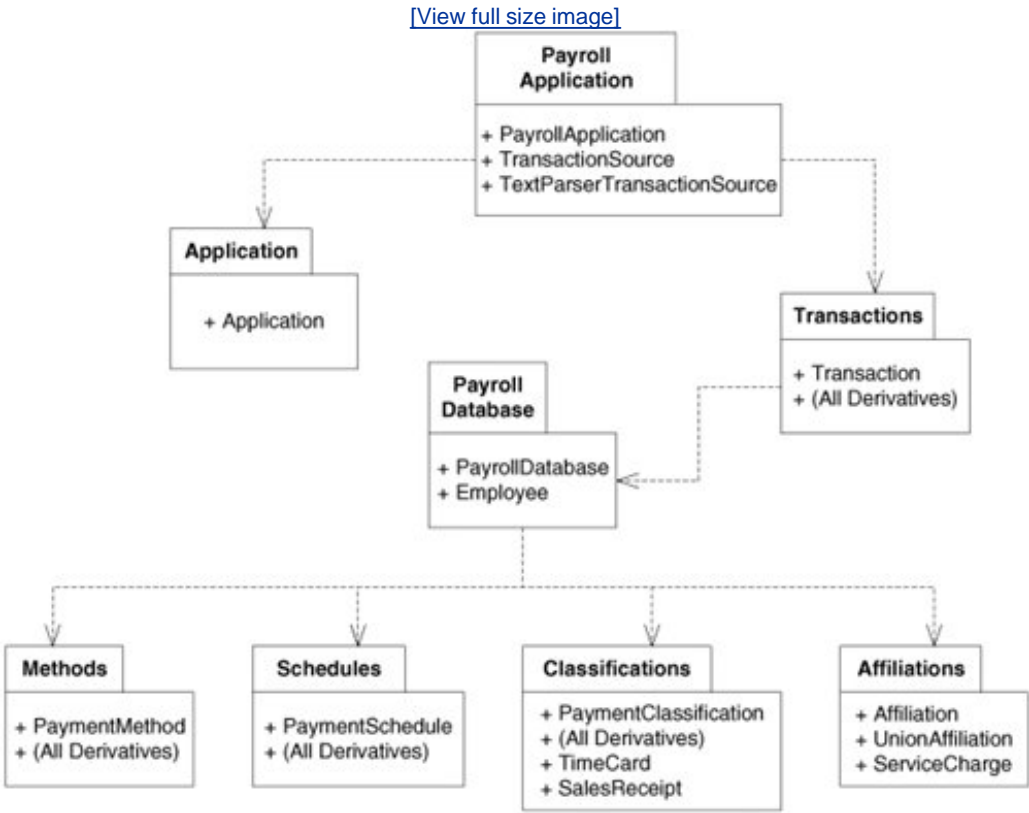 [View full size image]
Payroll
Application
+ PayrollApplication
+ TransactionSource
+ TextParserTransactionSource
Application
+ Application
Transactions
+ Transaction
+ (All Derivatives)
Payroll
Database
+ PayrollDatabase
+ Employee
Methods
+ PaymentMethod
+ (All Derivatives)
Schedules
+ PaymentSchedule
+ (All Derivatives)
Classifications
+ PaymentClassification
+ (All Derivatives)
+ TimeCard
+ SalesReceipt
Affiliations
+ Affiliation
+ UnionAffiliation
+ ServiceCharge